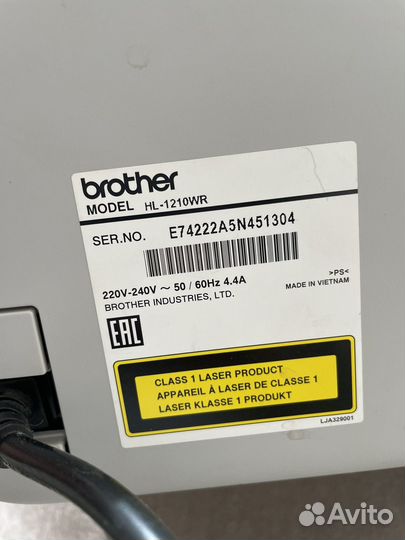 brother
MODEL HL-1210WR
SER.NO. E74222A5N451304
220V-240V ~ 50 / 60Hz 4.4A
BROTHER INDUSTRIES, LTD.
>PS<
MADE IN VIETNAM
EAC
CLASS 1 LASER PRODUCT
APPAREIL À LASER DE CLASSE 1
LASER KLASSE 1 PRODUKT
LJA329001
Avito